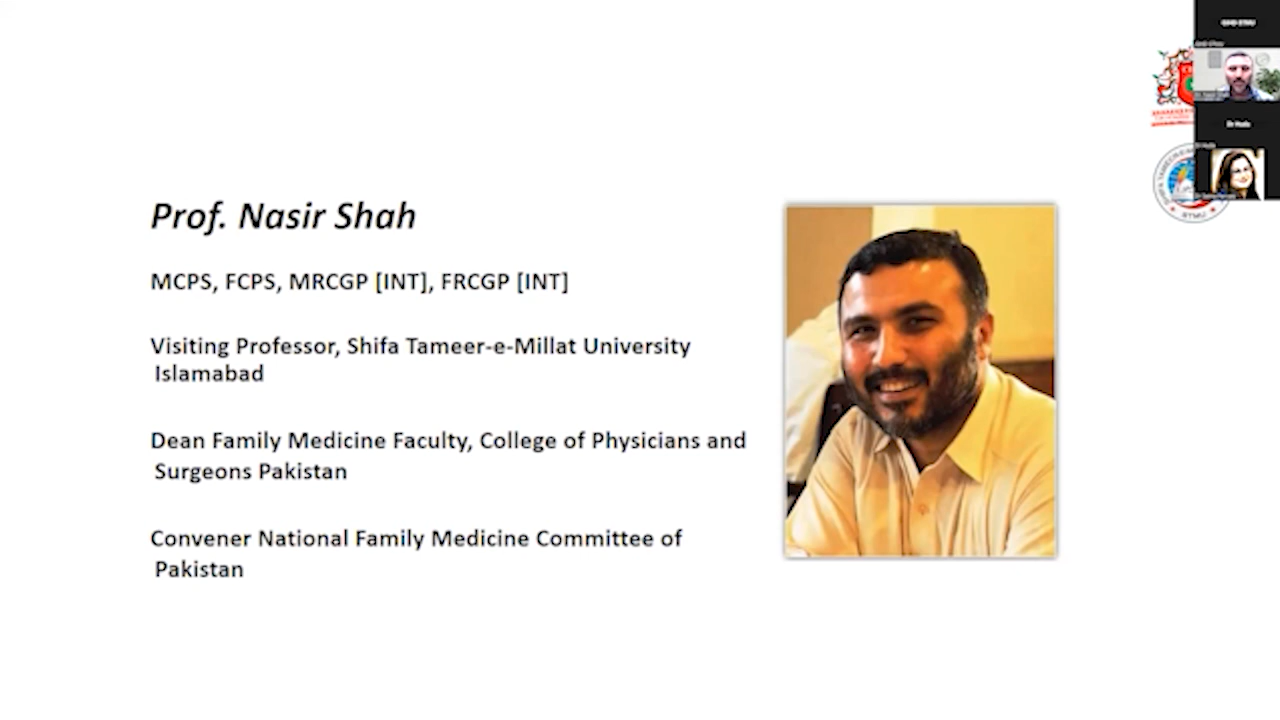 Prof. Nasir Shah
MCPS, FCPS, MRCGP [INT], FRCGP [INT]
Visiting Professor, Shifa Tameer-e-Millat University
Islamabad
Dean Family Medicine Faculty, College of Physicians and
Surgeons Pakistan
Convener National Family Medicine Committee of
Pakistan
STMU